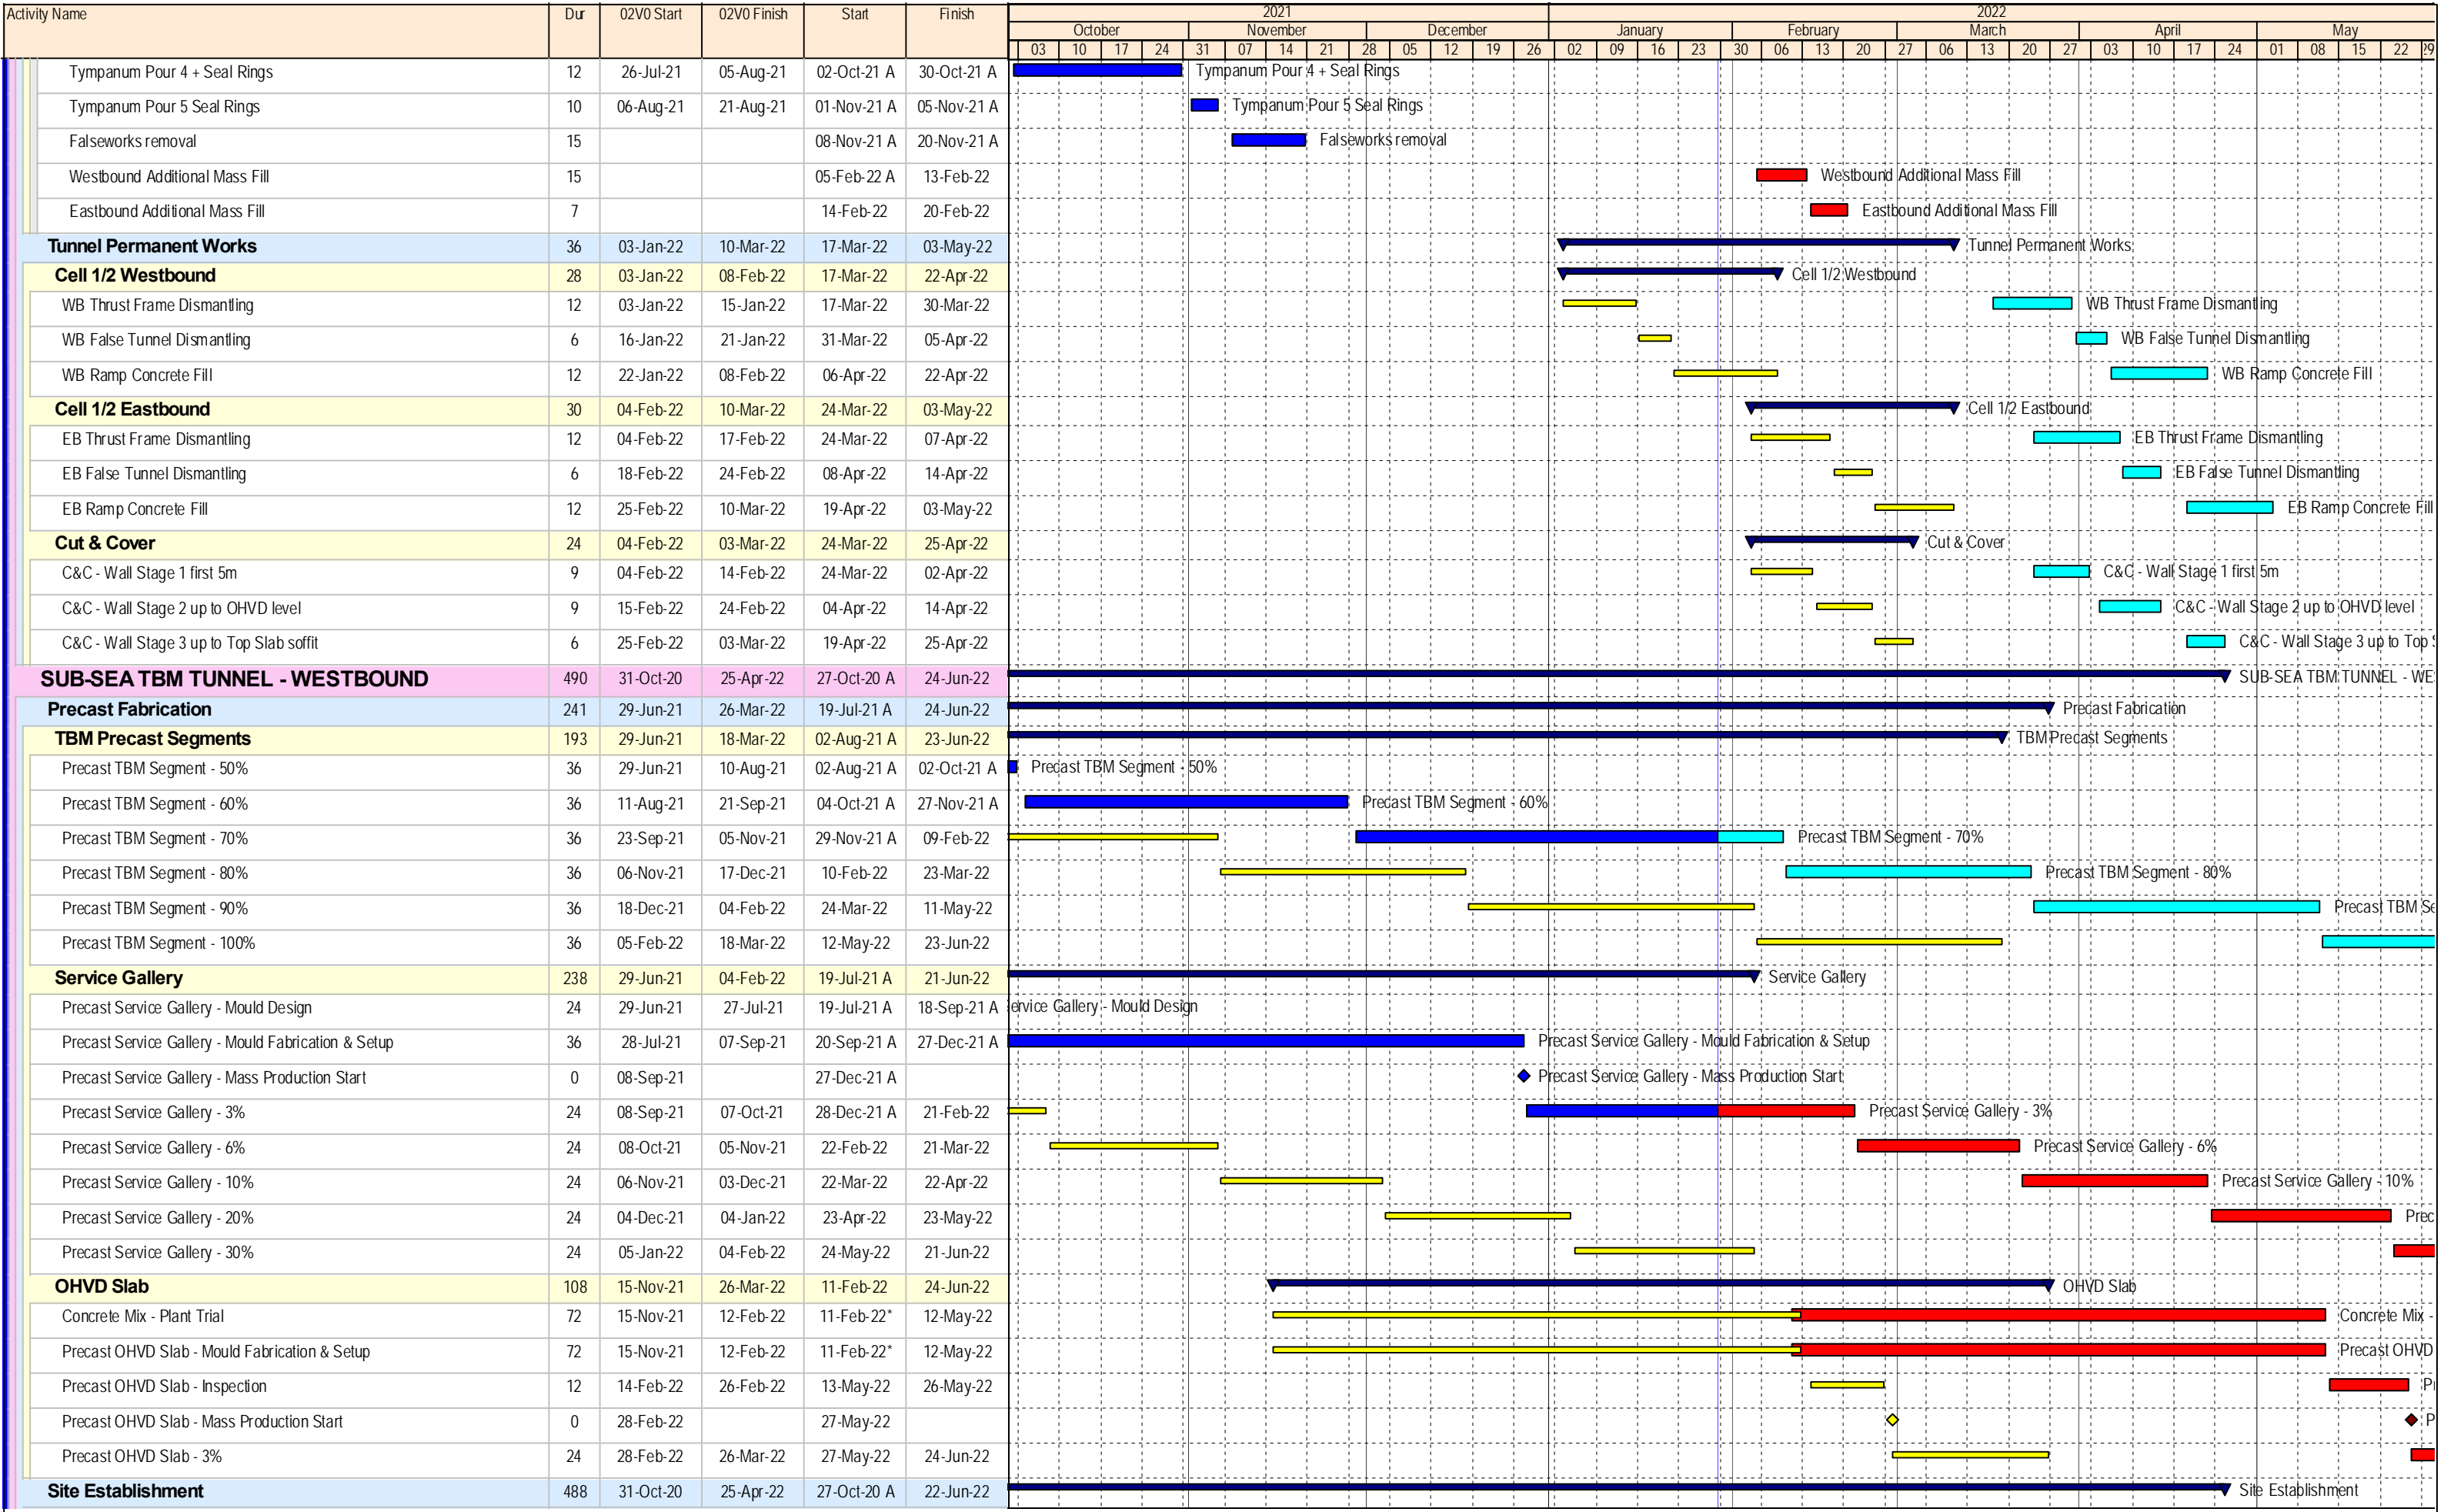 Activity Name Dur 02V0 Start 02V0 Finish Start Finish 2021 2022
October November December January February March April May
03 10 17 24 31 07 14 21 28 05 12 19 26 02 09 16 23 30 06 13 20 27 06 13 20 27 03 10 17 24 01 08 15 22 29
Tympanum Pour 4 + Seal Rings 12 26-Jul-21 05-Aug-21 02-Oct-21 A 30-Oct-21 A Tympanum Pour 4 + Seal Rings
Tympanum Pour 5 Seal Rings 10 06-Aug-21 21-Aug-21 01-Nov-21 A 05-Nov-21 A Tympanum Pour 5 Seal Rings
Falseworks removal 15 08-Nov-21 A 20-Nov-21 A Falseworks removal
Westbound Additional Mass Fill 15 05-Feb-22 A 13-Feb-22 Westbound Additional Mass Fill
Eastbound Additional Mass Fill 7 14-Feb-22 20-Feb-22 Eastbound Additional Mass Fill
Tunnel Permanent Works 36 03-Jan-22 10-Mar-22 17-Mar-22 03-May-22 Tunnel Permanent Works
Cell 1/2 Westbound 28 03-Jan-22 08-Feb-22 17-Mar-22 22-Apr-22 Cell 1/2 Westbound
WB Thrust Frame Dismantling 12 03-Jan-22 15-Jan-22 17-Mar-22 30-Mar-22 WB Thrust Frame Dismantling
WB False Tunnel Dismantling 6 16-Jan-22 21-Jan-22 31-Mar-22 05-Apr-22 WB False Tunnel Dismantling
WB Ramp Concrete Fill 12 22-Jan-22 08-Feb-22 06-Apr-22 22-Apr-22 WB Ramp Concrete Fill
Cell 1/2 Eastbound 30 04-Feb-22 10-Mar-22 24-Mar-22 03-May-22 Cell 1/2 Eastbound
EB Thrust Frame Dismantling 12 04-Feb-22 17-Feb-22 24-Mar-22 07-Apr-22 EB Thrust Frame Dismantling
EB False Tunnel Dismantling 6 18-Feb-22 24-Feb-22 08-Apr-22 14-Apr-22 EB False Tunnel Dismantling
EB Ramp Concrete Fill 12 25-Feb-22 10-Mar-22 19-Apr-22 03-May-22 EB Ramp Concrete Fill
Cut & Cover 24 04-Feb-22 03-Mar-22 24-Mar-22 25-Apr-22 Cut & Cover
C&C - Wall Stage 1 first 5m 9 04-Feb-22 14-Feb-22 24-Mar-22 02-Apr-22 C&C - Wall Stage 1 first 5m
C&C - Wall Stage 2 up to OHVD level 9 15-Feb-22 24-Feb-22 04-Apr-22 14-Apr-22 C&C - Wall Stage 2 up to OHVD level
C&C - Wall Stage 3 up to Top Slab soffit 6 25-Feb-22 03-Mar-22 19-Apr-22 25-Apr-22 C&C - Wall Stage 3 up to Top
SUB-SEA TBM TUNNEL - WESTBOUND 490 31-Oct-20 25-Apr-22 27-Oct-20 A 24-Jun-22 SUB-SEA TBM TUNNEL - WE
Precast Fabrication 241 29-Jun-21 26-Mar-22 19-Jul-21 A 24-Jun-22 Precast Fabrication
TBM Precast Segments 193 29-Jun-21 18-Mar-22 02-Aug-21 A 23-Jun-22 TBM Precast Segments
Precast TBM Segment - 50% 36 29-Jun-21 10-Aug-21 02-Aug-21 A 02-Oct-21 A Precast TBM Segment - 50%
Precast TBM Segment - 60% 36 11-Aug-21 21-Sep-21 04-Oct-21 A 27-Nov-21 A Precast TBM Segment - 60%
Precast TBM Segment - 70% 36 23-Sep-21 05-Nov-21 29-Nov-21 A 09-Feb-22 Precast TBM Segment - 70%
Precast TBM Segment - 80% 36 06-Nov-21 17-Dec-21 10-Feb-22 23-Mar-22 Precast TBM Segment - 80%
Precast TBM Segment - 90% 36 18-Dec-21 04-Feb-22 24-Mar-22 11-May-22 Precast TBM Se
Precast TBM Segment - 100% 36 05-Feb-22 18-Mar-22 12-May-22 23-Jun-22
Service Gallery 238 29-Jun-21 04-Feb-22 19-Jul-21 A 21-Jun-22 Service Gallery
Precast Service Gallery - Mould Design 24 29-Jun-21 27-Jul-21 19-Jul-21 A 18-Sep-21 A ervice Gallery - Mould Design
Precast Service Gallery - Mould Fabrication & Setup 36 28-Jul-21 07-Sep-21 20-Sep-21 A 27-Dec-21 A Precast Service Gallery - Mould Fabrication & Setup
Precast Service Gallery - Mass Production Start 0 08-Sep-21 27-Dec-21 A Precast Service Gallery - Mass Production Start
Precast Service Gallery - 3% 24 08-Sep-21 07-Oct-21 28-Dec-21 A 21-Feb-22 Precast Service Gallery - 3%
Precast Service Gallery - 6% 24 08-Oct-21 05-Nov-21 22-Feb-22 21-Mar-22 Precast Service Gallery - 6%
Precast Service Gallery - 10% 24 06-Nov-21 03-Dec-21 22-Mar-22 22-Apr-22 Precast Service Gallery - 10%
Precast Service Gallery - 20% 24 04-Dec-21 04-Jan-22 23-Apr-22 23-May-22 Prec
Precast Service Gallery - 30% 24 05-Jan-22 04-Feb-22 24-May-22 21-Jun-22
OHVD Slab 108 15-Nov-21 26-Mar-22 11-Feb-22 24-Jun-22 OHVD Slab
Concrete Mix - Plant Trial 72 15-Nov-21 12-Feb-22 11-Feb-22* 12-May-22 Concrete Mix -
Precast OHVD Slab - Mould Fabrication & Setup 72 15-Nov-21 12-Feb-22 11-Feb-22* 12-May-22 Precast OHVD
Precast OHVD Slab - Inspection 12 14-Feb-22 26-Feb-22 13-May-22 26-May-22 P
Precast OHVD Slab - Mass Production Start 0 28-Feb-22 27-May-22 P
Precast OHVD Slab - 3% 24 28-Feb-22 26-Mar-22 27-May-22 24-Jun-22
Site Establishment 488 31-Oct-20 25-Apr-22 27-Oct-20 A 22-Jun-22 Site Establishment